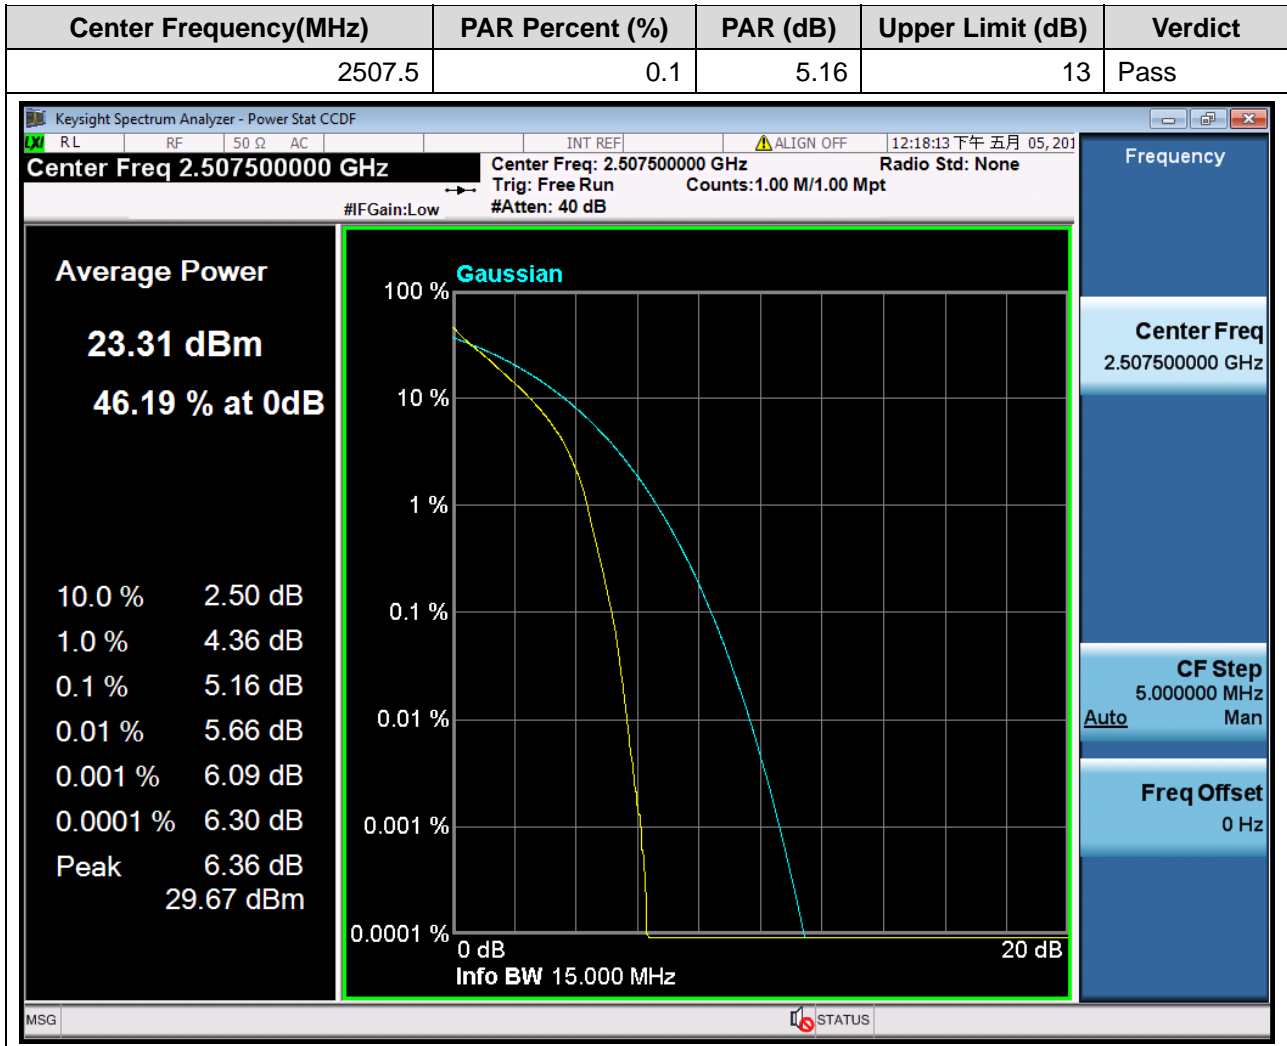 Center Frequency(MHz) PAR Percent (%) PAR (dB) Upper Limit (dB) Verdict
2507.5 0.1 5.16 13 Pass
Keysight Spectrum Analyzer - Power Stat CCDF
LXI RL RF 50 Ω AC INT REF ALIGN OFF 12:18:13 下午 五月 05, 201
Center Freq 2.507500000 GHz
#IFGain:Low
Center Freq: 2.507500000 GHz Radio Std: None
Trig: Free Run Counts:1.00 M/1.00 Mpt
#Atten: 40 dB
Average Power
23.31 dBm
46.19 % at 0dB
10.0 % 2.50 dB
1.0 % 4.36 dB
0.1 % 5.16 dB
0.01 % 5.66 dB
0.001 % 6.09 dB
0.0001 % 6.30 dB
Peak 6.36 dB
29.67 dBm
Gaussian
100 %
10 %
1 %
0.1 %
0.01 %
0.001 %
0.0001 %
0 dB 20 dB
Info BW 15.000 MHz
Frequency
Center Freq
2.507500000 GHz
CF Step
5.000000 MHz
Auto Man
Freq Offset
0 Hz
MSG STATUS